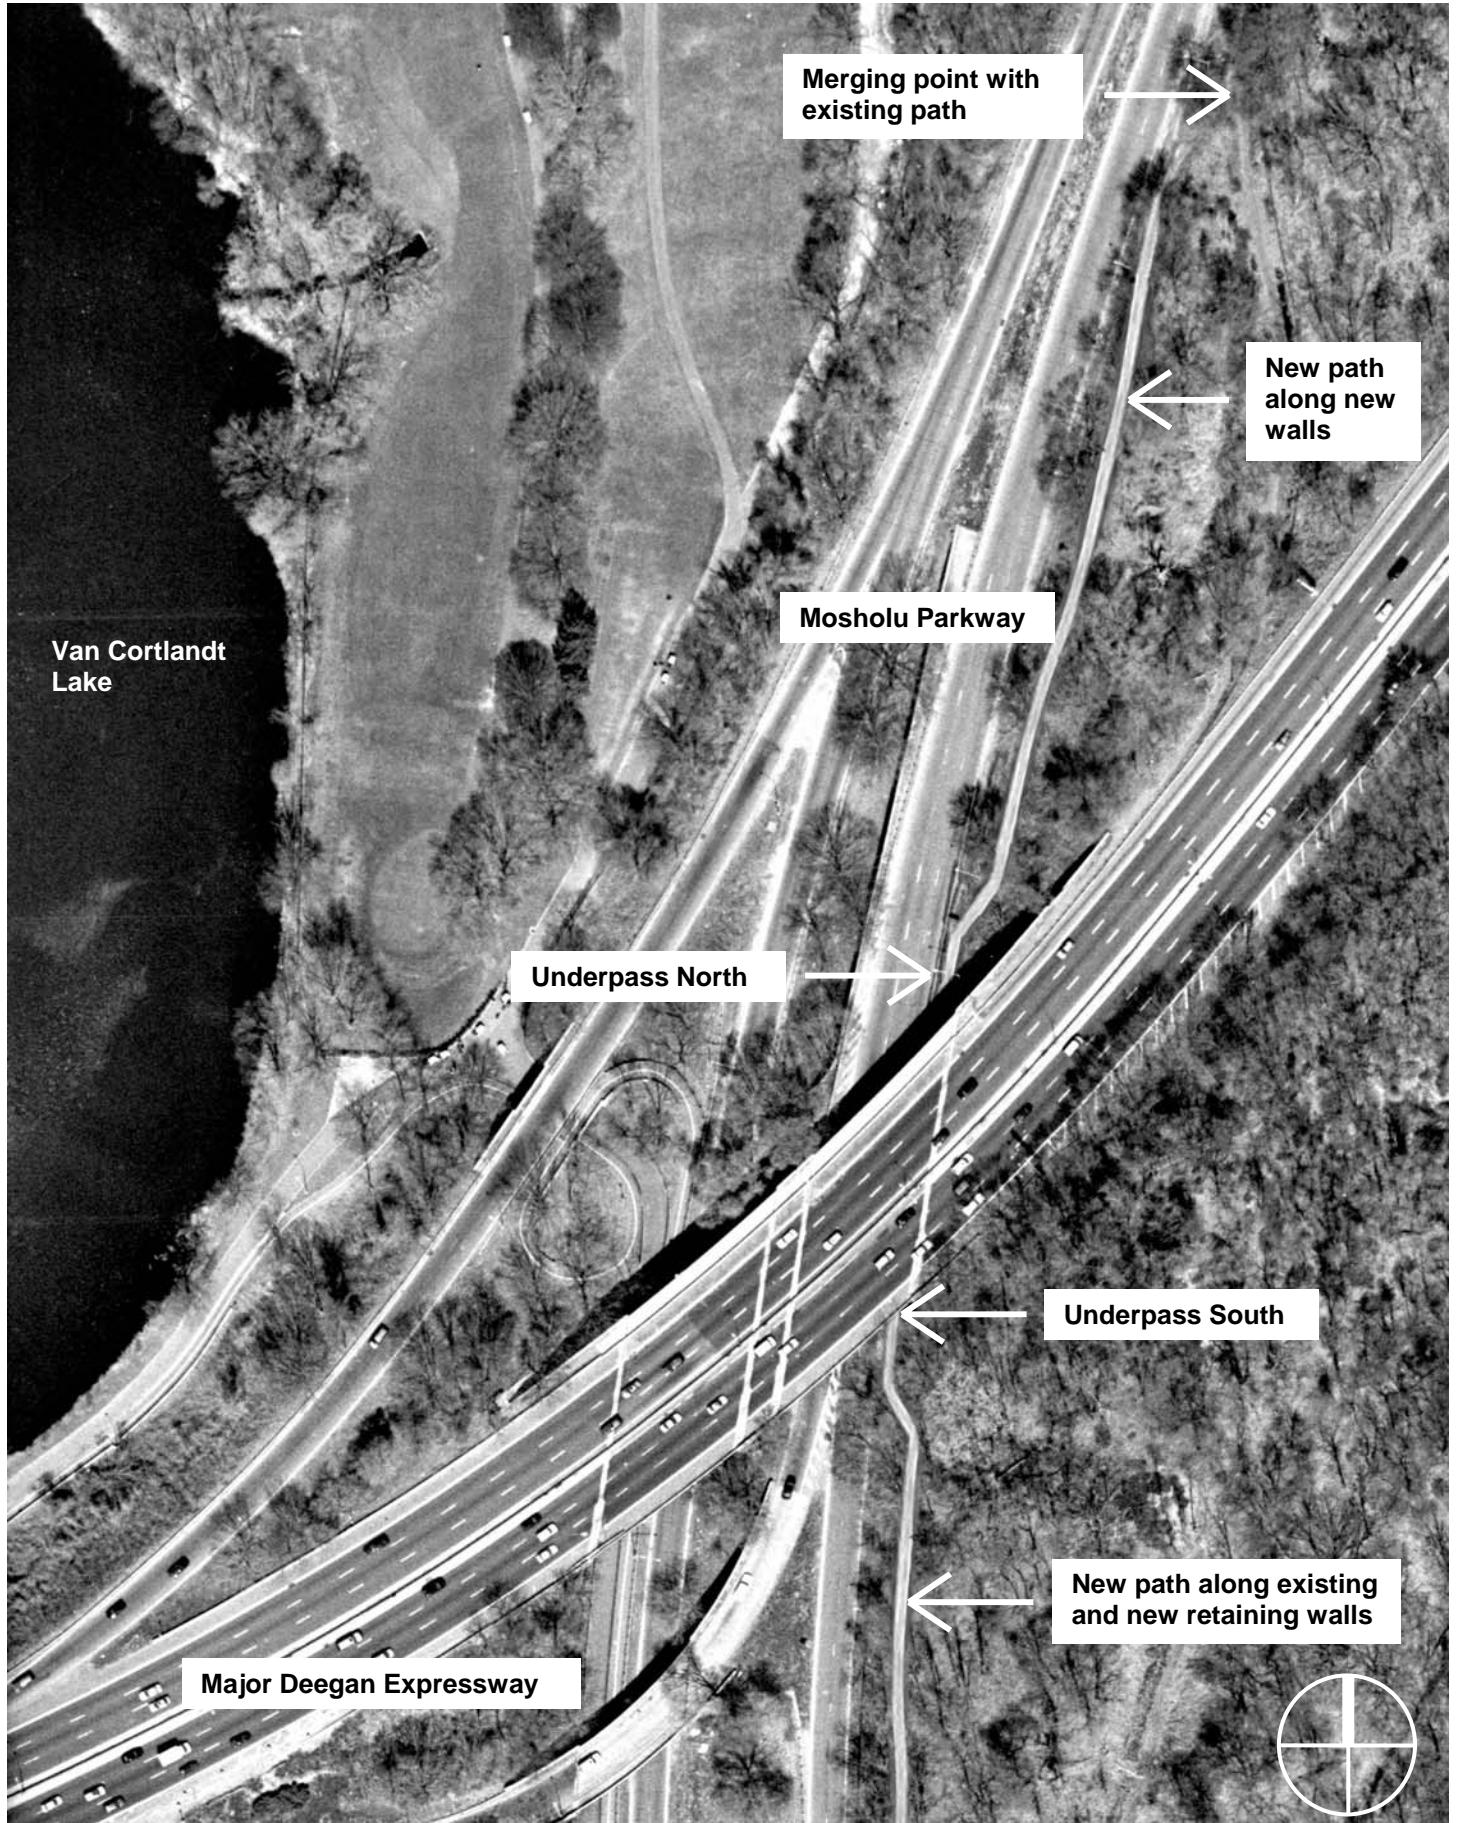 Merging point with
existing path
New path
along new
walls
Mosholu Parkway
Van Cortlandt
Lake
Underpass North
Underpass South
New path along existing
and new retaining walls
Major Deegan Expressway